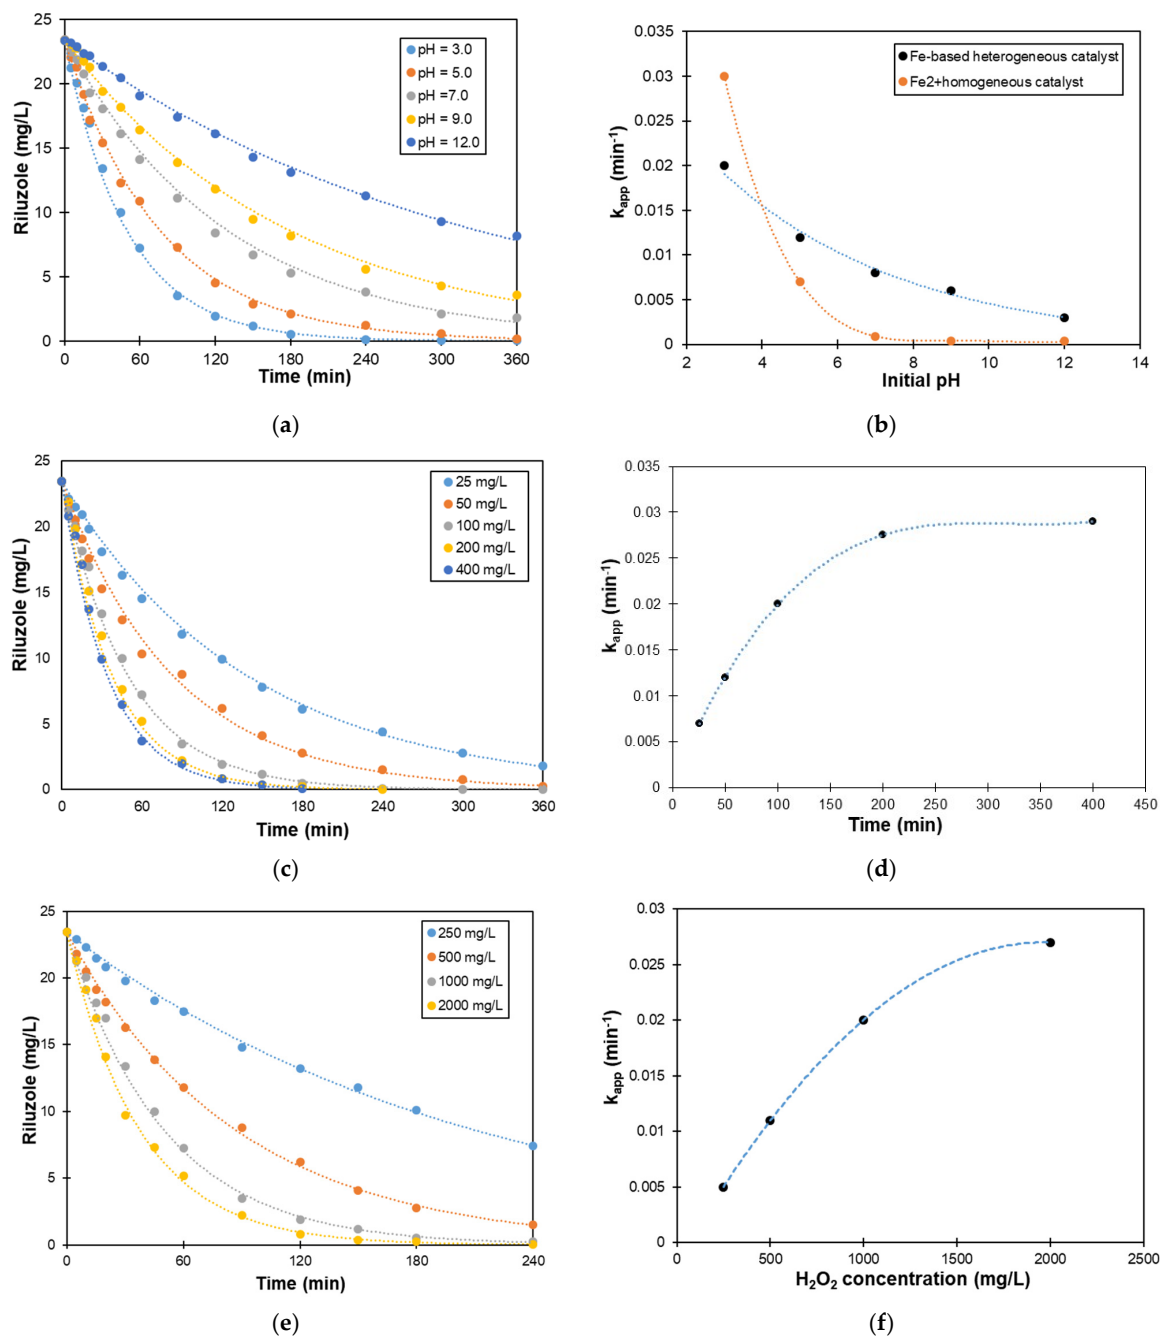 25
20
15
10
5
0
Riluzole (mg/L)
0 60 120 180 240 300 360
Time (min)
pH = 3.0
pH = 5.0
pH =7.0
pH = 9.0
pH = 12.0
(a)
0.035
0.03
0.025
0.02
0.015
0.01
0.005
0
kapp (min-1)
2 4 6 8 10 12 14
Initial pH
Fe-based heterogeneous catalyst
Fe2+homogeneous catalyst
(b)
25
20
15
10
5
0
Riluzole (mg/L)
0 60 120 180 240 300 360
Time (min)
25 mg/L
50 mg/L
100 mg/L
200 mg/L
400 mg/L
(c)
0.035
0.03
0.025
0.02
0.015
0.01
0.005
0
kapp (min-1)
0 50 100 150 200 250 300 350 400 450
Time (min)
(d)
25
20
15
10
5
0
Riluzole (mg/L)
0 60 120 180 240
Time (min)
250 mg/L
500 mg/L
1000 mg/L
2000 mg/L
(e)
0.03
0.025
0.02
0.015
0.01
0.005
0
kapp (min-1)
0 500 1000 1500 2000 2500
H2O2 concentration (mg/L)
(f)